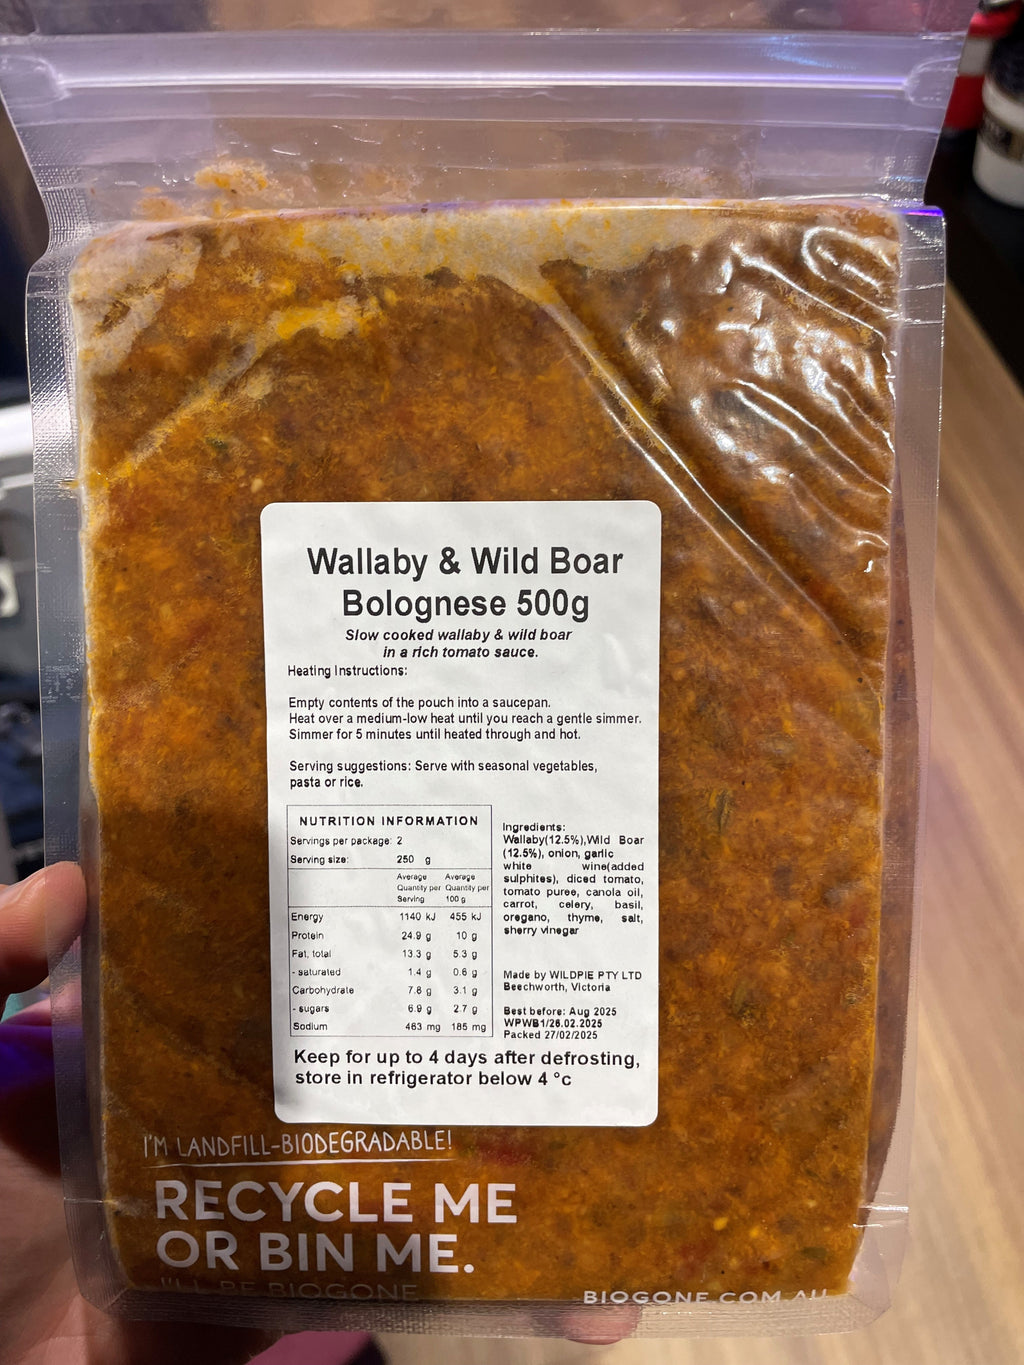 Wallaby & Wild Boar
Bolognese 500g
Slow cooked wallaby & wild boar
in a rich tomato sauce.
Heating Instructions:
Empty contents of the pouch into a saucepan.
Heat over a medium-low heat until you reach a gentle simmer.
Simmer for 5 minutes until heated through and hot.
Serving suggestions: Serve with seasonal vegetables,
pasta or rice.
NUTRITION INFORMATION
Servings per package: 2
Serving size: 250 g
Average Quantity per Serving Average Quantity per 100 g
Energy 1140 kJ 455 kJ
Protein 24.9 g 10 g
Fat, total 13.3 g 5.3 g
- saturated 1.4 g 0.6 g
Carbohydrate 7.8 g 3.1 g
- sugars 6.9 g 2.7 g
Sodium 463 mg 185 mg
Ingredients:
Wallaby(12.5%),Wild Boar
(12.5%), onion, garlic
white wine(added
sulphites), diced tomato,
tomato puree, canola oil,
carrot, celery, basil,
oregano, thyme, salt,
sherry vinegar
Made by WILDPIE PTY LTD
Beechworth, Victoria
Best before: Aug 2025
WPWB1/26.02.2025
Packed 27/02/2025
Keep for up to 4 days after defrosting,
store in refrigerator below 4 °c
I'M LANDFILL-BIODEGRADABLE!
RECYCLE ME
OR BIN ME.
I'LL BE BIOGONE
BIOGONE.COM.AU